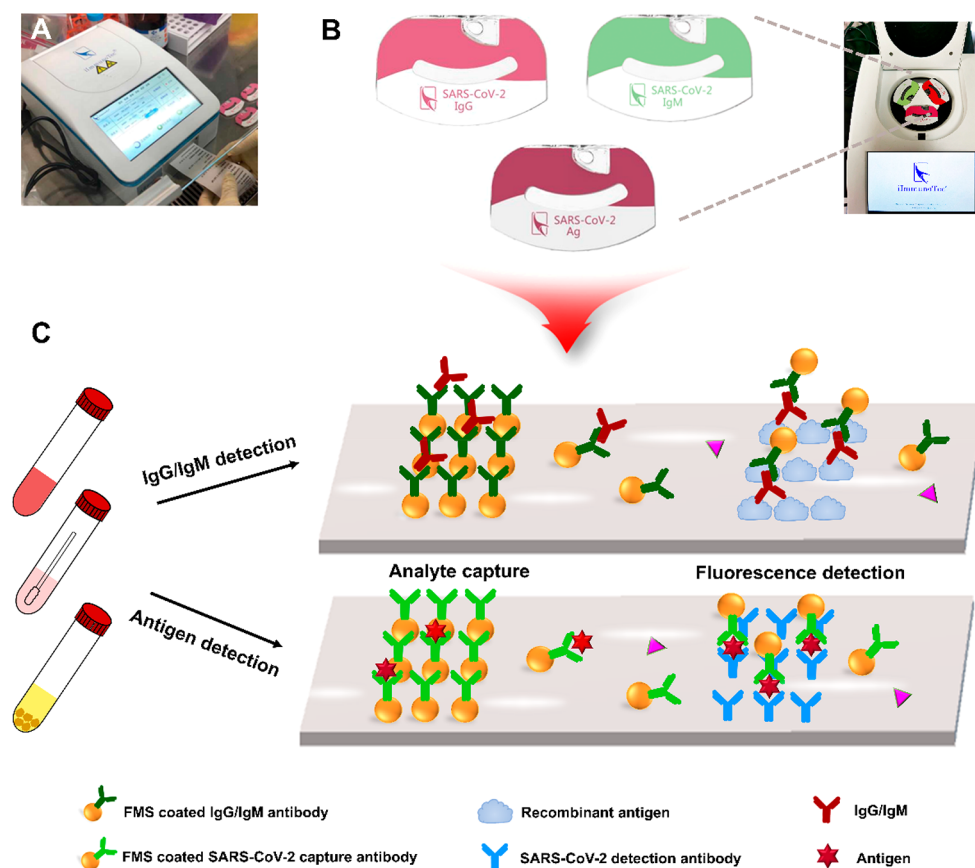 A
B
SARS-CoV-2
IgG
SARS-CoV-2
IgM
SARS-CoV-2
Ag
C
IgG/IgM detection
Antigen detection
Analyte capture
Fluorescence detection
FMS coated IgG/IgM antibody
Recombinant antigen
IgG/IgM
FMS coated SARS-CoV-2 capture antibody
SARS-CoV-2 detection antibody
Antigen